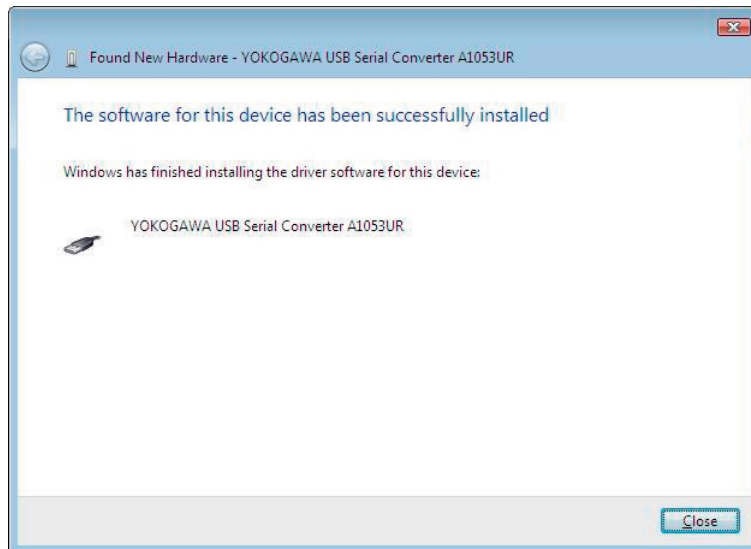 Found New Hardware - YOKOGAWA USB Serial Converter A1053UR
The software for this device has been successfully installed
Windows has finished installing the driver software for this device:
YOKOGAWA USB Serial Converter A1053UR
Close